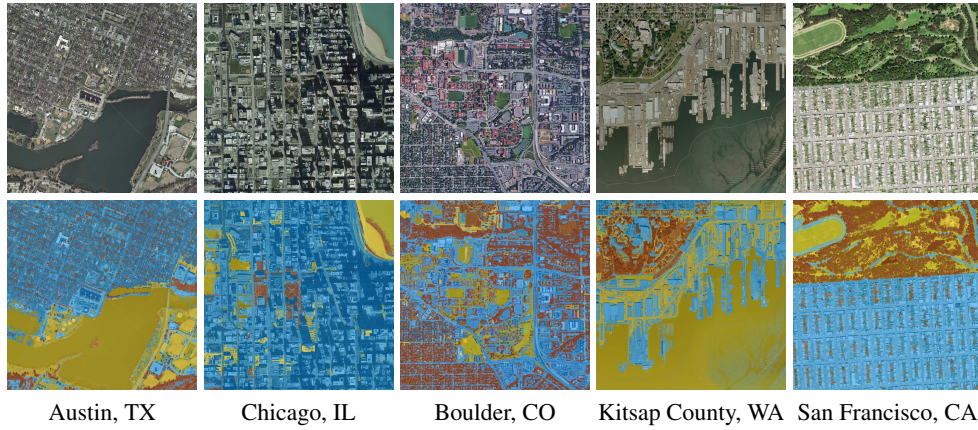 Austin, TX
Chicago, IL
Boulder, CO
Kitsap County, WA
San Francisco, CA